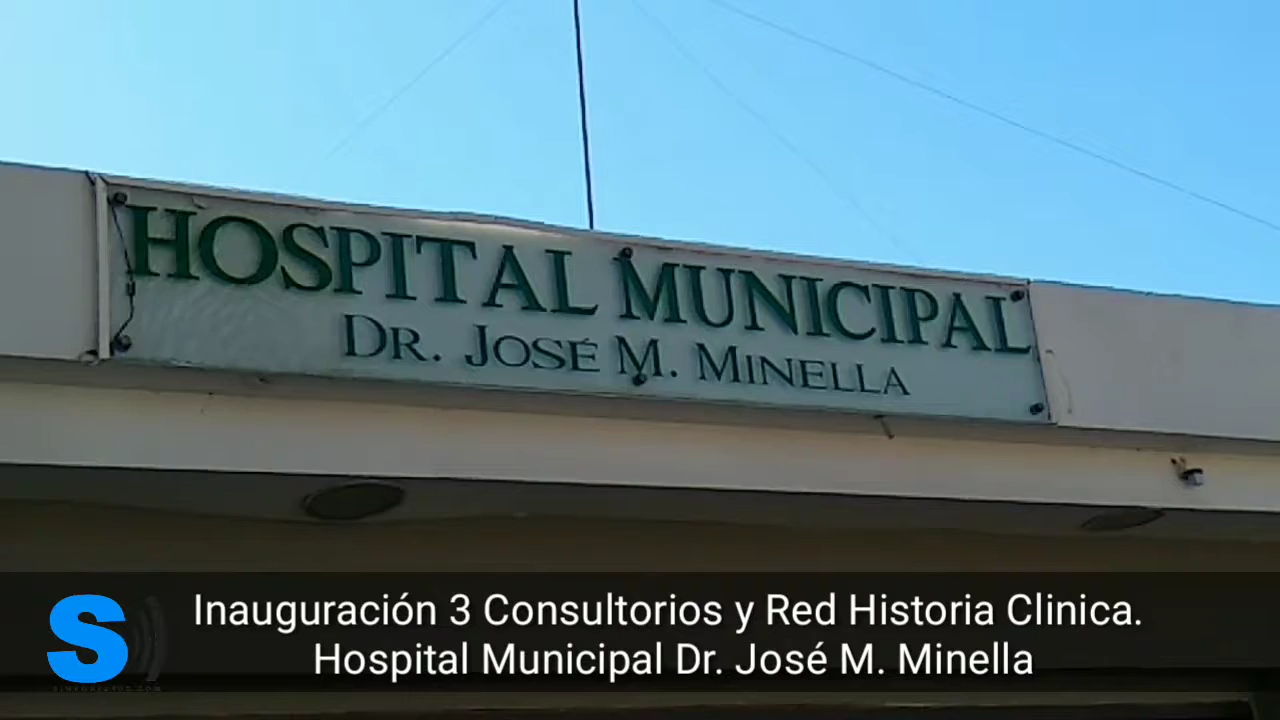 HOSPITAL MUNICIPAL
DR. JOSÉ M. MINELLA
S
Inauguración 3 Consultorios y Red Historia Clinica.
Hospital Municipal Dr. José M. Minella